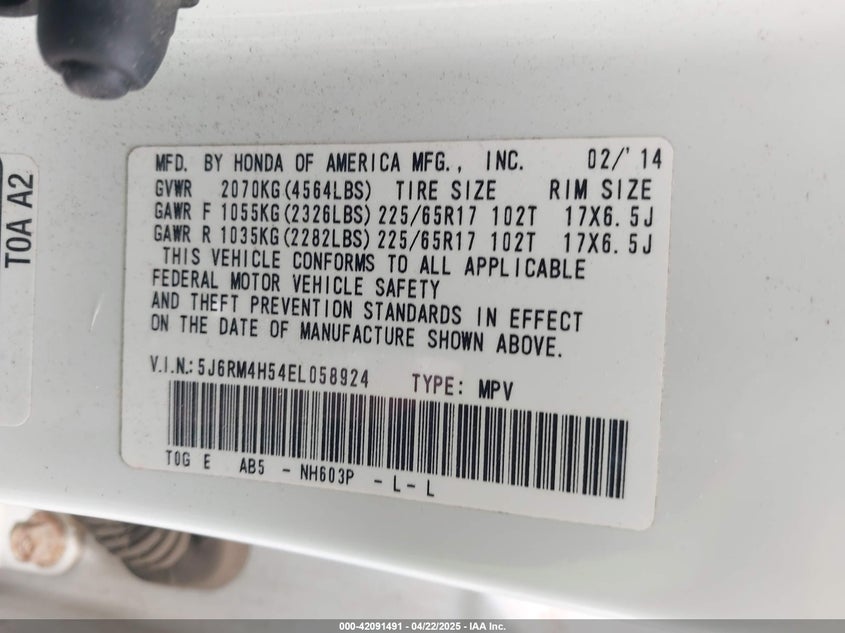 TOA A2
MFD. BY HONDA OF AMERICA MFG., INC. 02/'14
GVWR 2070KG(4564LBS) TIRE SIZE RIM SIZE
GAWR F 1055KG(2326LBS) 225/65R17 102T 17X6.5J
GAWR R 1035KG(2282LBS) 225/65R17 102T 17X6.5J
THIS VEHICLE CONFORMS TO ALL APPLICABLE
FEDERAL MOTOR VEHICLE SAFETY
AND THEFT PREVENTION STANDARDS IN EFFECT
ON THE DATE OF MANUFACTURE SHOWN ABOVE.
V.I.N.:5J6RM4H54EL058924 TYPE: MPV
T0G E AB5 - NH603P - L- L
000-42091491 - 04/22/2025 - IAA Inc.